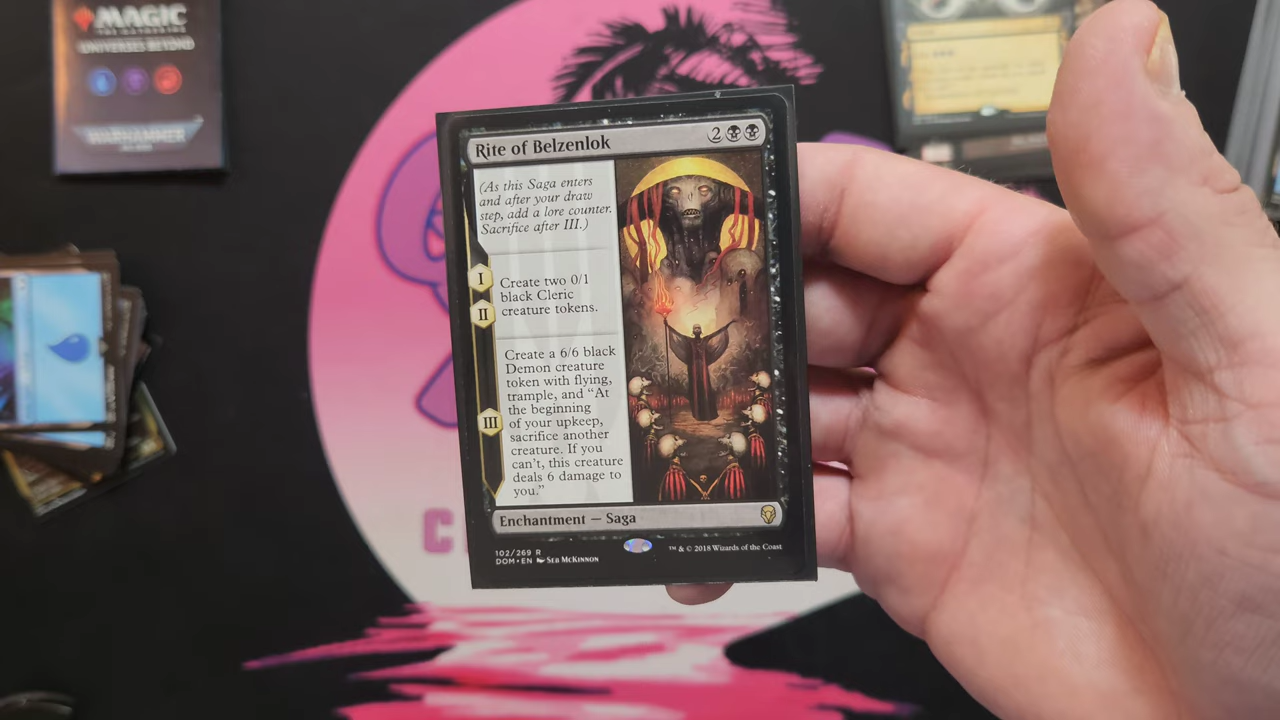 MAGIC
THE GATHERING
UNIVERSES BEYOND
WARHAMMER
Rite of Belzenlok
2
(As this Saga enters
and after your draw
step, add a lore counter.
Sacrifice after III.)
I
II
Create two 0/1
black Cleric
creature tokens.
III
Create a 6/6 black
Demon creature
token with flying,
trample, and “At
the beginning
of your upkeep,
sacrifice another
creature. If you
can’t, this creature
deals 6 damage to
you.”
Enchantment — Saga
102/269 R
DOM • EN Seb McKinnon
™ & © 2018 Wizards of the Coast
C